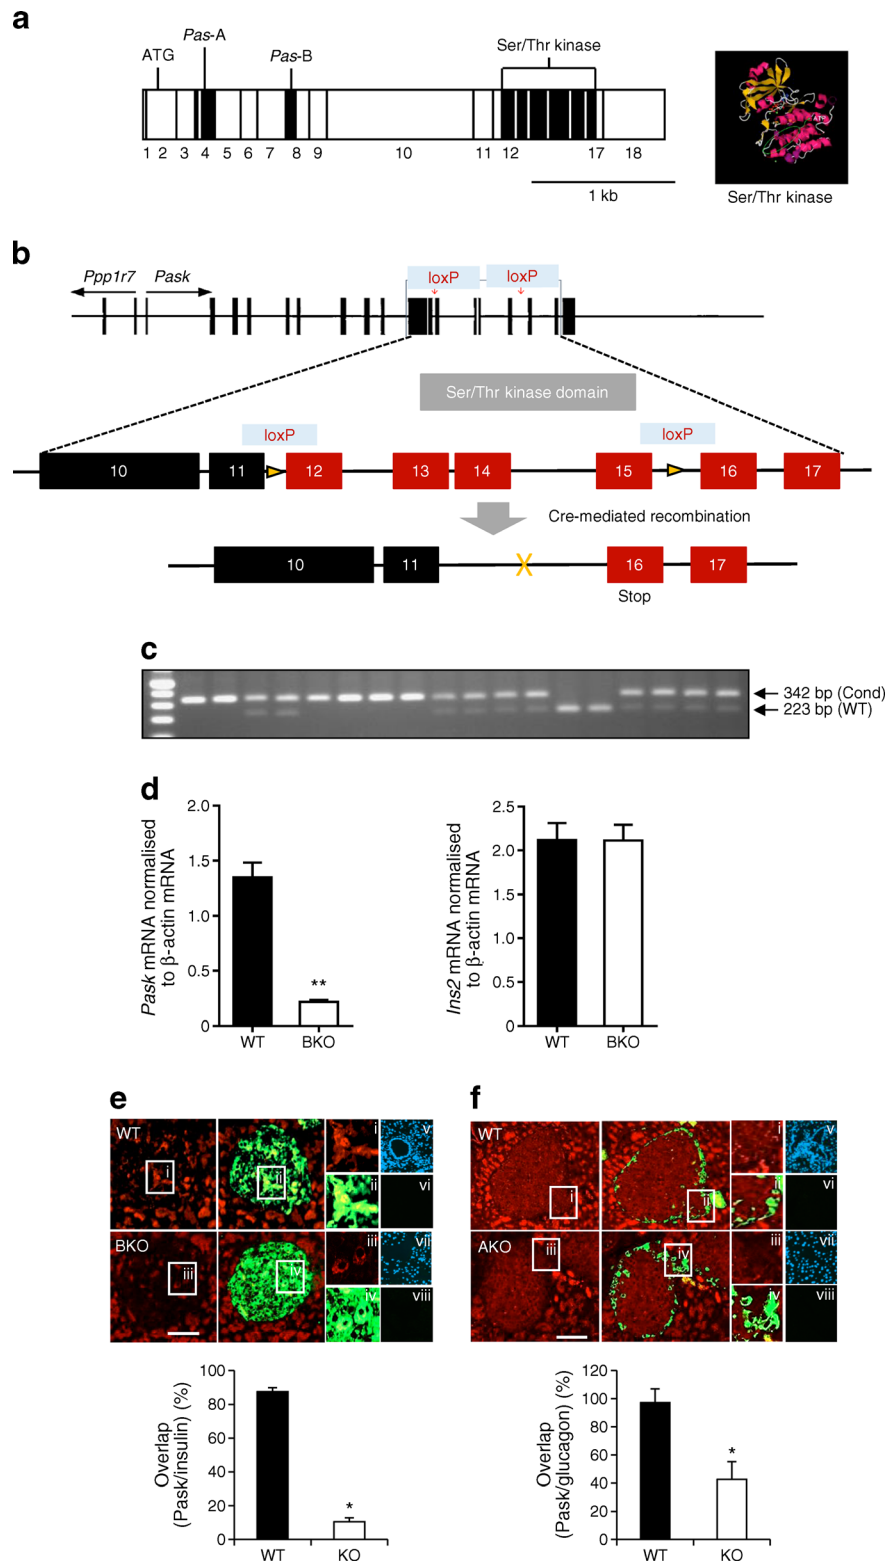 a
Pas-A
ATG
Pas-B
Ser/Thr kinase
1 2 3 4 5 6 7 8 9 10 11 12 17 18
1 kb
ATP
Ser/Thr kinase
b
loxP loxP
Ppp1r7 Pask
Ser/Thr kinase domain
loxP loxP
10 11 12 13 14 15 16 17
Cre-mediated recombination
10 11 X 16 17
Stop
c
342 bp (Cond)
223 bp (WT)
d
Pask mRNA normalised
to β-actin mRNA
2.0
1.5
1.0
0.5
0
**
WT BKO
Ins2 mRNA normalised
to β-actin mRNA
2.5
2.0
1.5
1.0
0.5
0
WT BKO
e
WT i ii i v
ii vi
BKO iii iv iii vii
iv viii
Overlap
(Pask/insulin) (%)
100
80
60
40
20
0
*
WT KO
f
WT i ii i v
ii vi
AKO iii iv iii vii
iv viii
Overlap
(Pask/glucagon) (%)
120
100
80
60
40
20
0
*
WT KO